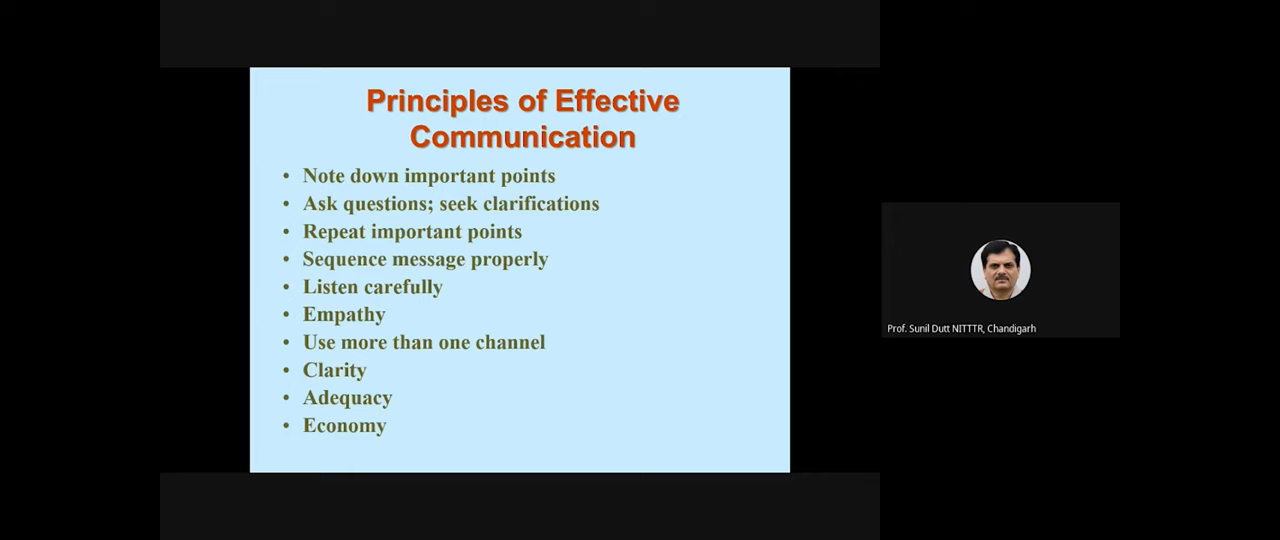 Principles of Effective
Communication
• Note down important points
• Ask questions; seek clarifications
• Repeat important points
• Sequence message properly
• Listen carefully
• Empathy
• Use more than one channel
• Clarity
• Adequacy
• Economy
Prof. Sunil Dutt NITTTR, Chandigarh